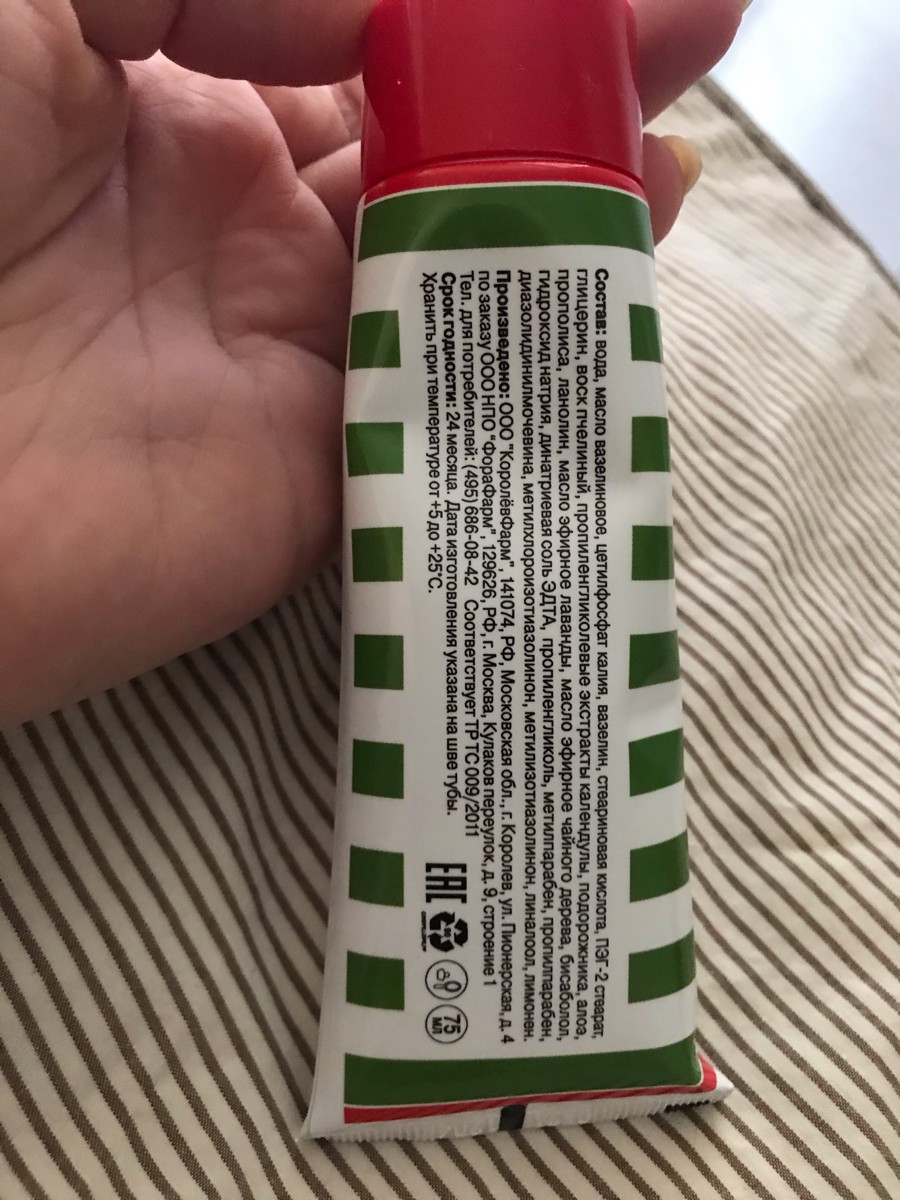 Состав: вода, масло вазелиновое, цетилфосфат калия, вазелин, стеариновая кислота, ПЭГ-2 стеарат,
глицерин, воск пчелиный, пропиленгликолевые экстракты календулы, подорожника, алоэ,
прополиса, ланолин, масло эфирное лаванды, масло эфирное чайного дерева, бисаболол,
гидроксид натрия, динатриевая соль ЭДТА, пропиленгликоль, метилпарабен, пропилпарабен,
диазолидинилмочевина, метилхлороизотиазолинон, метилизотиазолинон, линалоол, лимонен.
Произведено: ООО "КоролёвФарм", 141074, РФ, Московская обл., г. Королев, ул. Пионерская, д. 4
по заказу ООО НПО "ФораФарм", 129626, РФ, г. Москва, Кулаков переулок, д. 9, строение 1
Тел. для потребителей: (495) 686-08-42 Соответствует ТР ТС 009/2011
Срок годности: 24 месяца. Дата изготовления указана на шве тубы.
Хранить при температуре от +5 до +25°С.
ЕАС
75 мл